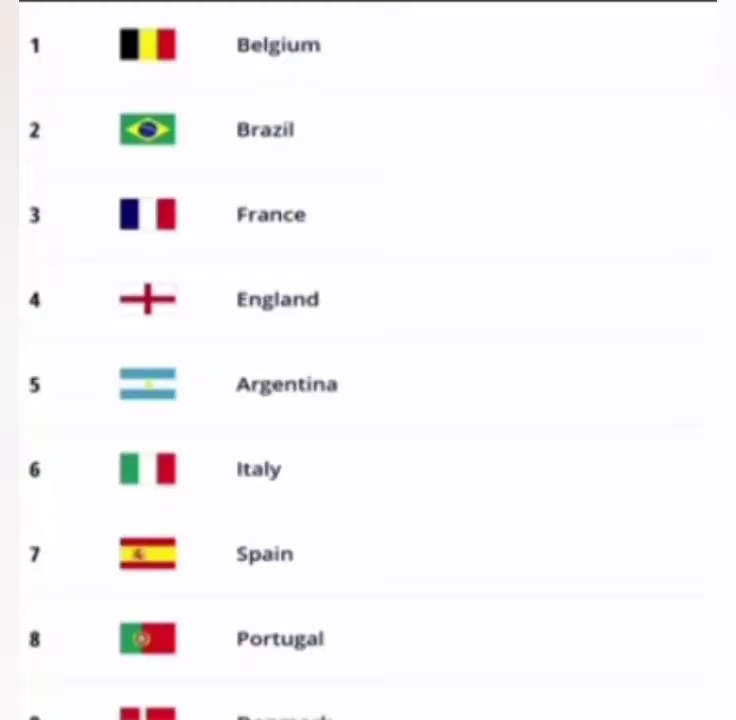 1 Belgium
2 Brazil
3 France
4 England
5 Argentina
6 Italy
7 Spain
8 Portugal